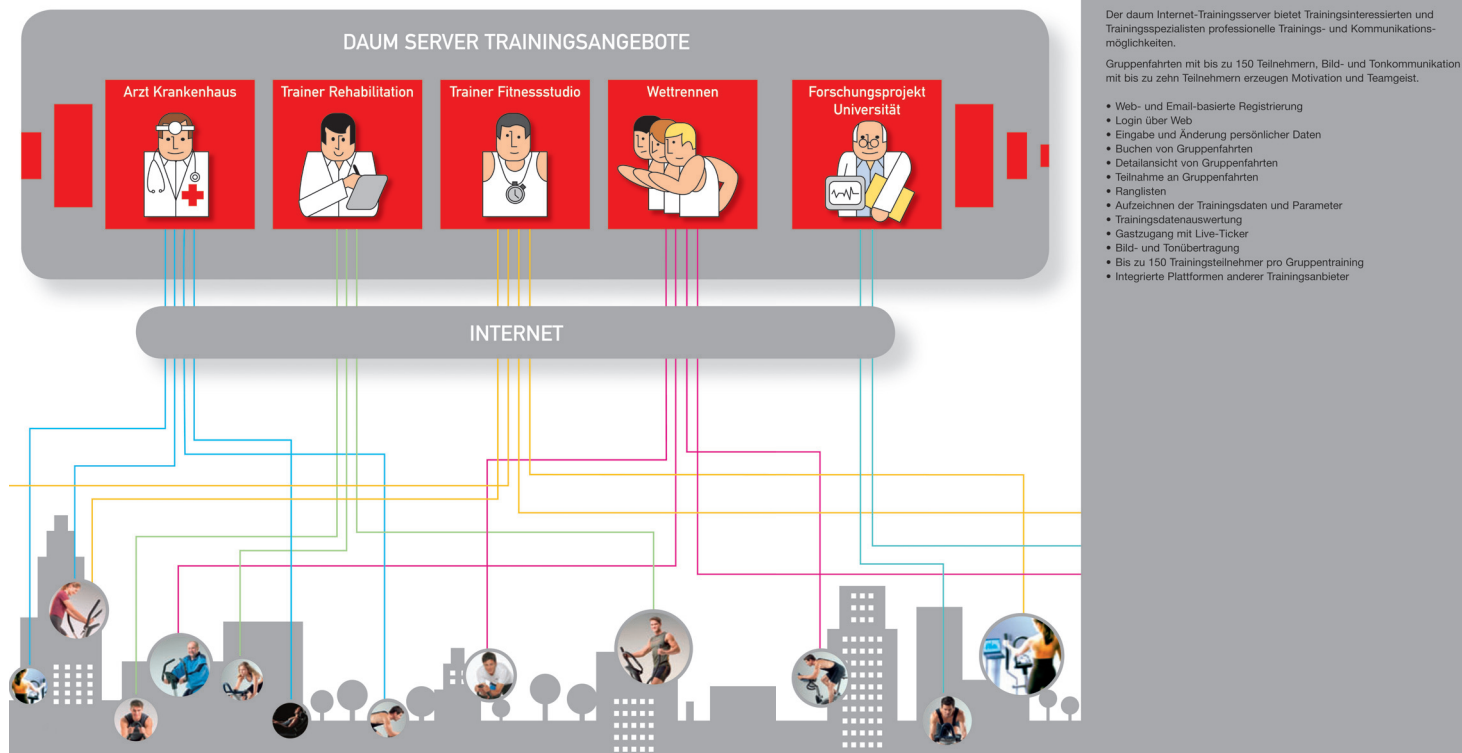 DAUM SERVER TRAININGSANGEBOTE
Arzt Krankenhaus
Trainer Rehabilitation
Trainer Fitnessstudio
Wettrennen
Forschungsprojekt
Universität
INTERNET
Der daum Internet-Trainingsserver bietet Trainingsinteressierten und
Trainingsspezialisten professionelle Trainings- und Kommunikations-
möglichkeiten.
Gruppenfahrten mit bis zu 150 Teilnehmern, Bild- und Tonkommunikation
mit bis zu zehn Teilnehmern erzeugen Motivation und Teamgeist.
• Web- und Email-basierte Registrierung
• Login über Web
• Eingabe und Änderung persönlicher Daten
• Buchen von Gruppenfahrten
• Detailansicht von Gruppenfahrten
• Teilnahme an Gruppenfahrten
• Ranglisten
• Aufzeichnen der Trainingsdaten und Parameter
• Trainingsdatenauswertung
• Gastzugang mit Live-Ticker
• Bild- und Tonübertragung
• Bis zu 150 Trainingsteilnehmer pro Gruppentraining
• Integrierte Plattformen anderer Trainingsanbieter